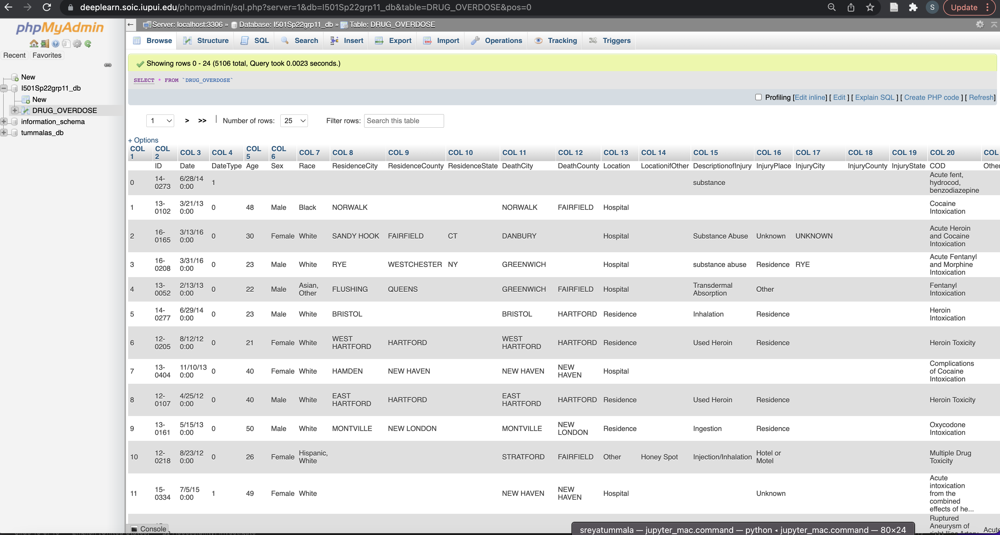 deeplearn.soic.iupui.edu/phpmyadmin/sql.php?server=1&db=I501Sp22grp11_db&table=DRUG_OVERDOSE&pos=0
S
Update
phpMyAdmin
Recent Favorites
New
I501Sp22grp11_db
New
DRUG_OVERDOSE
information_schema
tummalas_db
Server: localhost:3306 » Database: I501Sp22grp11_db » Table: DRUG_OVERDOSE
Browse Structure SQL Search Insert Export Import Operations Tracking Triggers
Showing rows 0 - 24 (5106 total, Query took 0.0023 seconds.)
SELECT * FROM `DRUG_OVERDOSE`
Profiling [Edit inline] [ Edit ] [ Explain SQL ] [ Create PHP code ] [ Refresh]
1 > >> | Number of rows: 25 Filter rows: Search this table
+ Options
COL 1 COL 2 COL 3 COL 4 COL 5 COL 6 COL 7 COL 8 COL 9 COL 10 COL 11 COL 12 COL 13 COL 14 COL 15 COL 16 COL 17 COL 18 COL 19 COL 20 COL
ID Date DateType Age Sex Race ResidenceCity ResidenceCounty ResidenceState DeathCity DeathCounty Location LocationifOther DescriptionofInjury InjuryPlace InjuryCity InjuryCounty InjuryState COD Other
0 14-0273 6/28/14 0:00 1 substance Acute fent, hydrocod, benzodiazepine
1 13-0102 3/21/13 0:00 0 48 Male Black NORWALK NORWALK FAIRFIELD Hospital Cocaine Intoxication
2 16-0165 3/13/16 0:00 0 30 Female White SANDY HOOK FAIRFIELD CT DANBURY Hospital Substance Abuse Unknown UNKNOWN Acute Heroin and Cocaine Intoxication
3 16-0208 3/31/16 0:00 0 23 Male White RYE WESTCHESTER NY GREENWICH Hospital substance abuse Residence RYE Acute Fentanyl and Morphine Intoxication
4 13-0052 2/13/13 0:00 0 22 Male Asian, Other FLUSHING QUEENS GREENWICH FAIRFIELD Hospital Transdermal Absorption Other Fentanyl Intoxication
5 14-0277 6/29/14 0:00 0 23 Male White BRISTOL BRISTOL HARTFORD Residence Inhalation Residence Heroin Intoxication
6 12-0205 8/12/12 0:00 0 21 Female White WEST HARTFORD HARTFORD WEST HARTFORD HARTFORD Residence Used Heroin Residence Heroin Toxicity
7 13-0404 11/10/13 0:00 0 40 Female White HAMDEN NEW HAVEN NEW HAVEN NEW HAVEN Hospital Complications of Cocaine Intoxication
8 12-0107 4/25/12 0:00 0 40 Male White EAST HARTFORD HARTFORD EAST HARTFORD HARTFORD Residence Used Heroin Residence Heroin Toxicity
9 13-0161 5/15/13 0:00 0 50 Male White MONTVILLE NEW LONDON MONTVILLE NEW LONDON Residence Ingestion Residence Oxycodone Intoxication
10 12-0218 8/23/12 0:00 0 26 Female Hispanic, White STRATFORD FAIRFIELD Other Honey Spot Injection/Inhalation Hotel or Motel Multiple Drug Toxicity
11 15-0334 7/5/15 0:00 1 49 Female White NEW HAVEN NEW HAVEN Hospital Unknown Acute intoxication from the combined effects of he...
Ruptured Aneurysm of
Console
sreyatummala — jupyter_mac.command — python ◂ jupyter_mac.command — 80×24